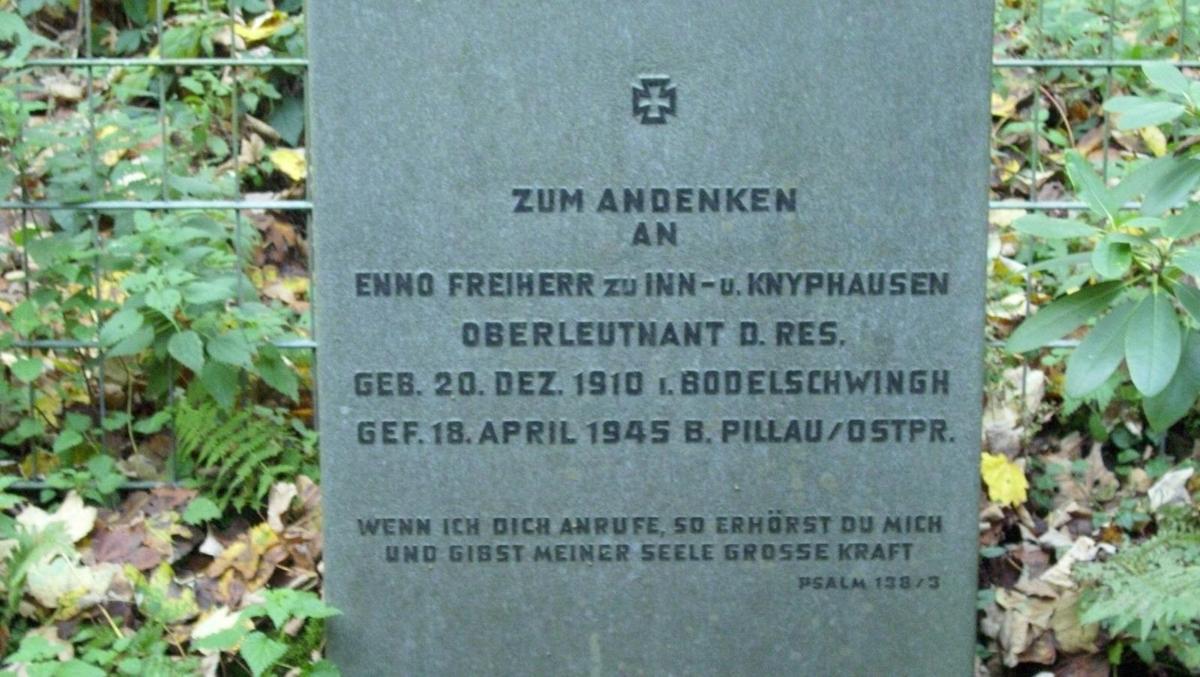 ZUM ANDENKEN
AN
ENNO FREIHERR ZU INN-U. KNYPHAUSEN
OBERLEUTNANT D. RES.
GEB. 20. DEZ. 1910 I. BODELSCHWINGH
GEF. 18. APRIL 1945 B. PILLAU/OSTPR.
WENN ICH DICH ANRUFE, SO ERHÖRST DU MICH
UND GIBST MEINER SEELE GROSSE KRAFT
PSALM 138/3